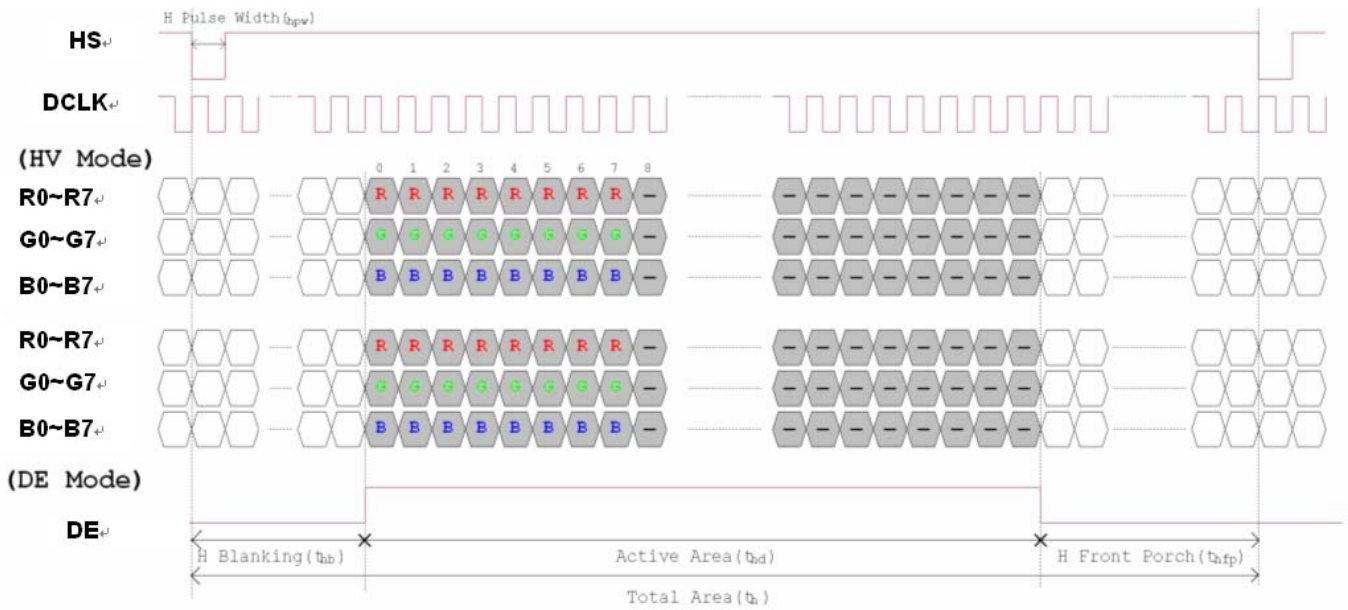 H Pulse Width(thpw)
HS
DCLK
(HV Mode)
0 1 2 3 4 5 6 7 8
R0~R7 R R R R R R R R - - - - - - - - -
G0~G7 G G G G G G G G - - - - - - - - -
B0~B7 B B B B B B B B - - - - - - - - -
R0~R7 R R R R R R R R - - - - - - - - -
G0~G7 G G G G G G G G - - - - - - - - -
B0~B7 B B B B B B B B - - - - - - - - -
(DE Mode)
DE
H Blanking(thb) Active Area(thd) H Front Porch(thfp)
Total Area(th)